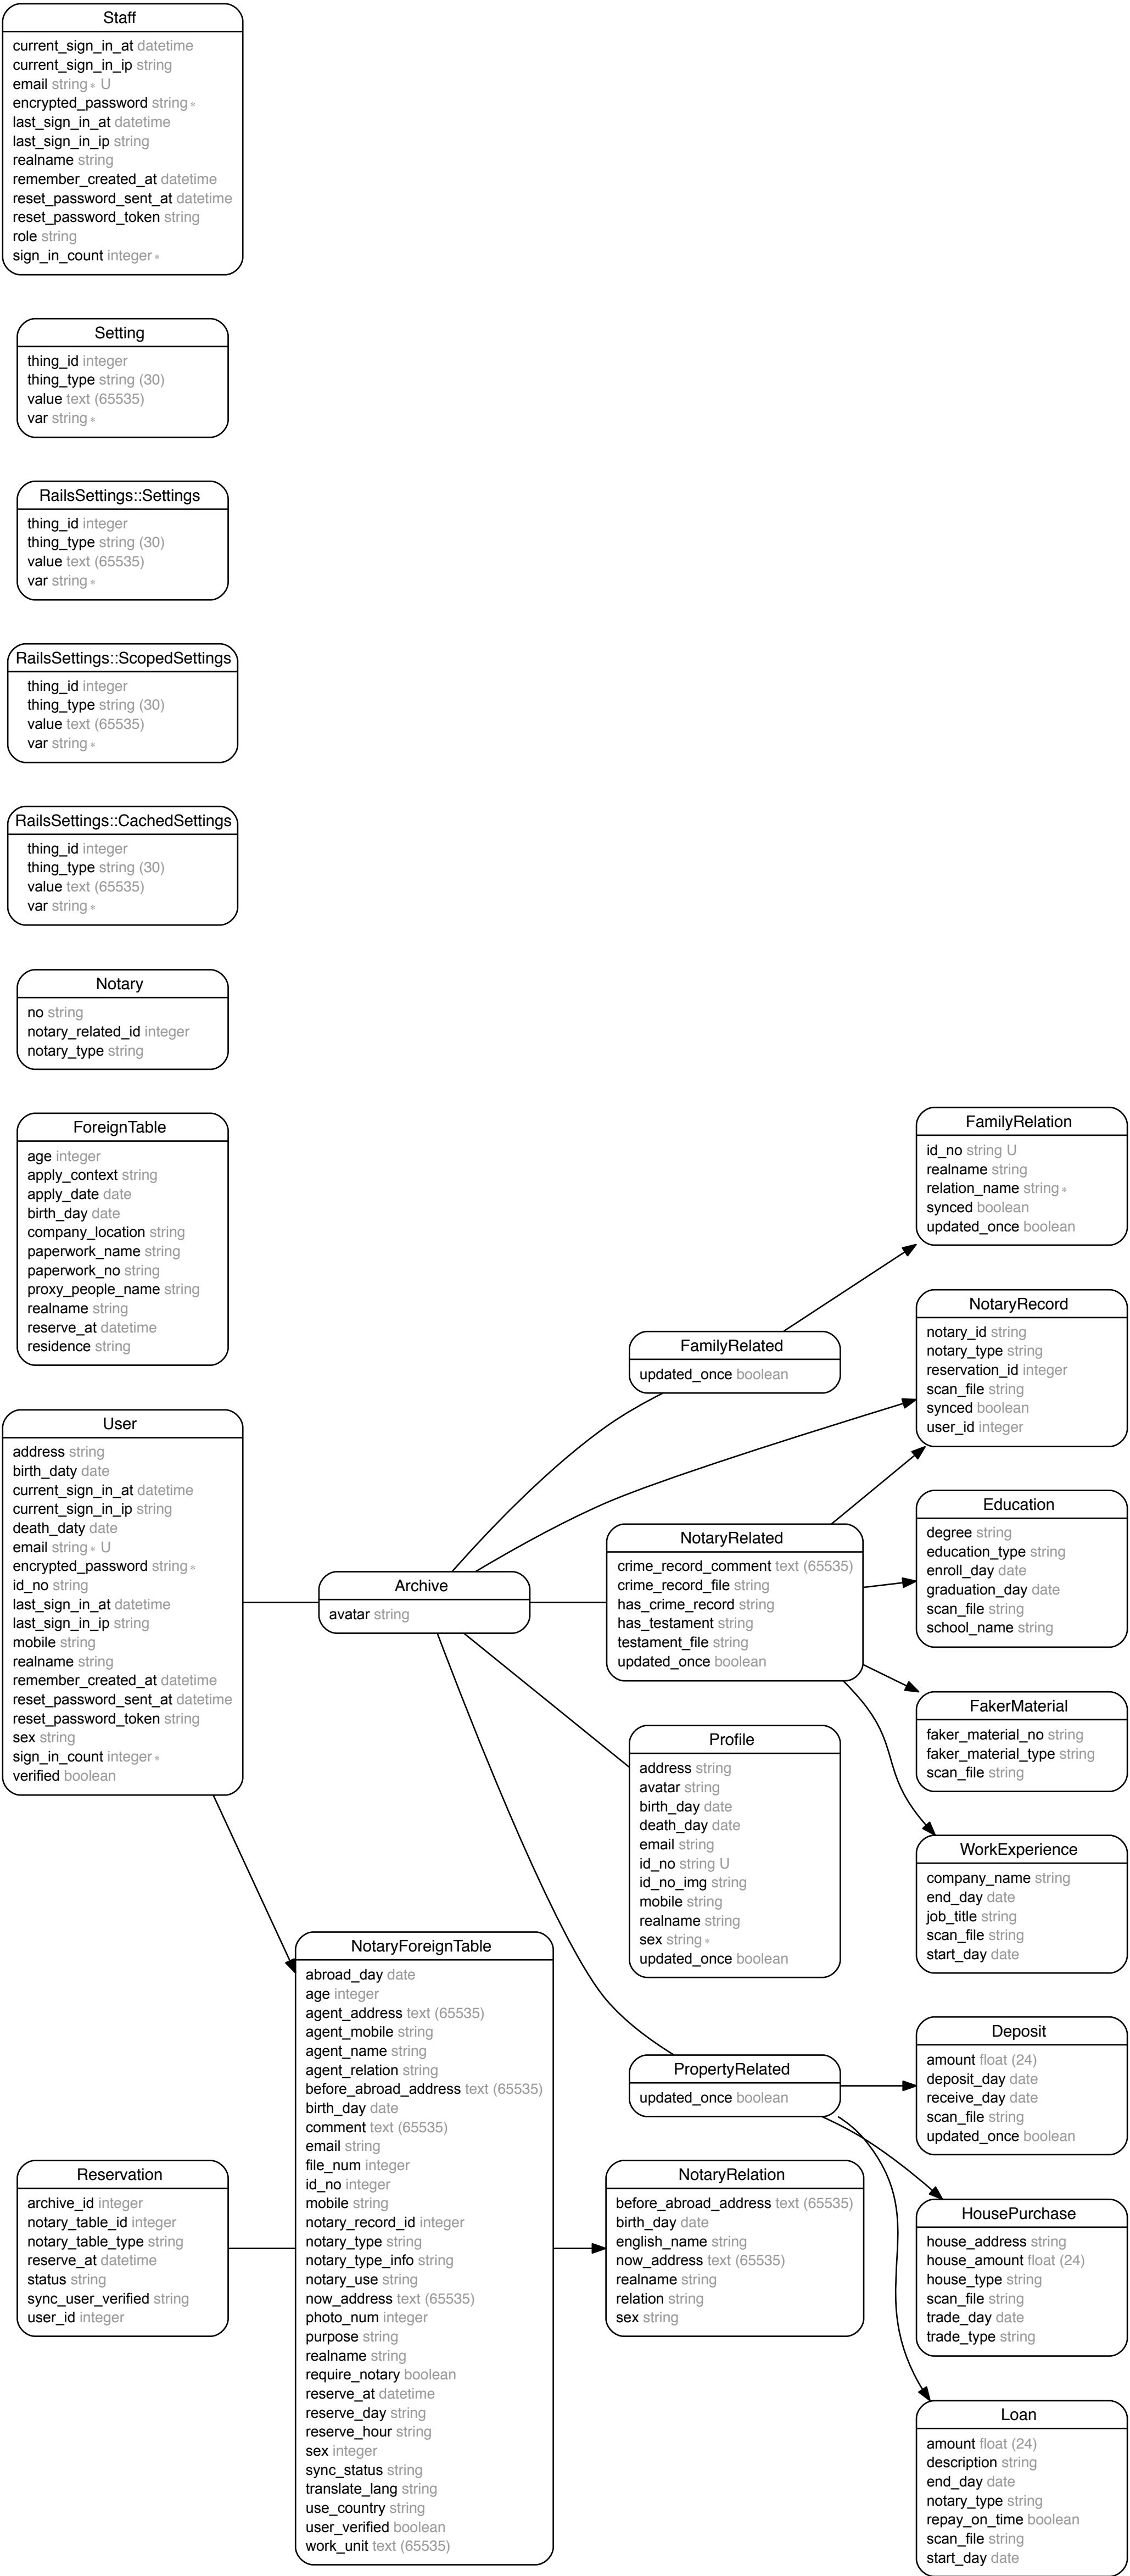 Staff
current_sign_in_at datetime
current_sign_in_ip string
email string * U
encrypted_password string *
last_sign_in_at datetime
last_sign_in_ip string
realname string
remember_created_at datetime
reset_password_sent_at datetime
reset_password_token string
role string
sign_in_count integer *
Setting
thing_id integer
thing_type string (30)
value text (65535)
var string *
RailsSettings::Settings
thing_id integer
thing_type string (30)
value text (65535)
var string *
RailsSettings::ScopedSettings
thing_id integer
thing_type string (30)
value text (65535)
var string *
RailsSettings::CachedSettings
thing_id integer
thing_type string (30)
value text (65535)
var string *
Notary
no string
notary_related_id integer
notary_type string
ForeignTable
age integer
apply_context string
apply_date date
birth_day date
company_location string
paperwork_name string
paperwork_no string
proxy_people_name string
realname string
reserve_at datetime
residence string
User
address string
birth_daty date
current_sign_in_at datetime
current_sign_in_ip string
death_daty date
email string * U
encrypted_password string *
id_no string
last_sign_in_at datetime
last_sign_in_ip string
mobile string
realname string
remember_created_at datetime
reset_password_sent_at datetime
reset_password_token string
sex string
sign_in_count integer *
verified boolean
Reservation
archive_id integer
notary_table_id integer
notary_table_type string
reserve_at datetime
status string
sync_user_verified string
user_id integer
Archive
avatar string
NotaryForeignTable
abroad_day date
age integer
agent_address text (65535)
agent_mobile string
agent_name string
agent_relation string
before_abroad_address text (65535)
birth_day date
comment text (65535)
email string
file_num integer
id_no integer
mobile string
notary_record_id integer
notary_type string
notary_type_info string
notary_use string
now_address text (65535)
photo_num integer
purpose string
realname string
require_notary boolean
reserve_at datetime
reserve_day string
reserve_hour string
sex integer
sync_status string
translate_lang string
use_country string
user_verified boolean
work_unit text (65535)
FamilyRelated
updated_once boolean
NotaryRelated
crime_record_comment text (65535)
crime_record_file string
has_crime_record string
has_testament string
testament_file string
updated_once boolean
Profile
address string
avatar string
birth_day date
death_day date
email string
id_no string U
id_no_img string
mobile string
realname string
sex string *
updated_once boolean
PropertyRelated
updated_once boolean
NotaryRelation
before_abroad_address text (65535)
birth_day date
english_name string
now_address text (65535)
realname string
relation string
sex string
FamilyRelation
id_no string U
realname string
relation_name string *
synced boolean
updated_once boolean
NotaryRecord
notary_id string
notary_type string
reservation_id integer
scan_file string
synced boolean
user_id integer
Education
degree string
education_type string
enroll_day date
graduation_day date
scan_file string
school_name string
FakerMaterial
faker_material_no string
faker_material_type string
scan_file string
WorkExperience
company_name string
end_day date
job_title string
scan_file string
start_day date
Deposit
amount float (24)
deposit_day date
receive_day date
scan_file string
updated_once boolean
HousePurchase
house_address string
house_amount float (24)
house_type string
scan_file string
trade_day date
trade_type string
Loan
amount float (24)
description string
end_day date
notary_type string
repay_on_time boolean
scan_file string
start_day date